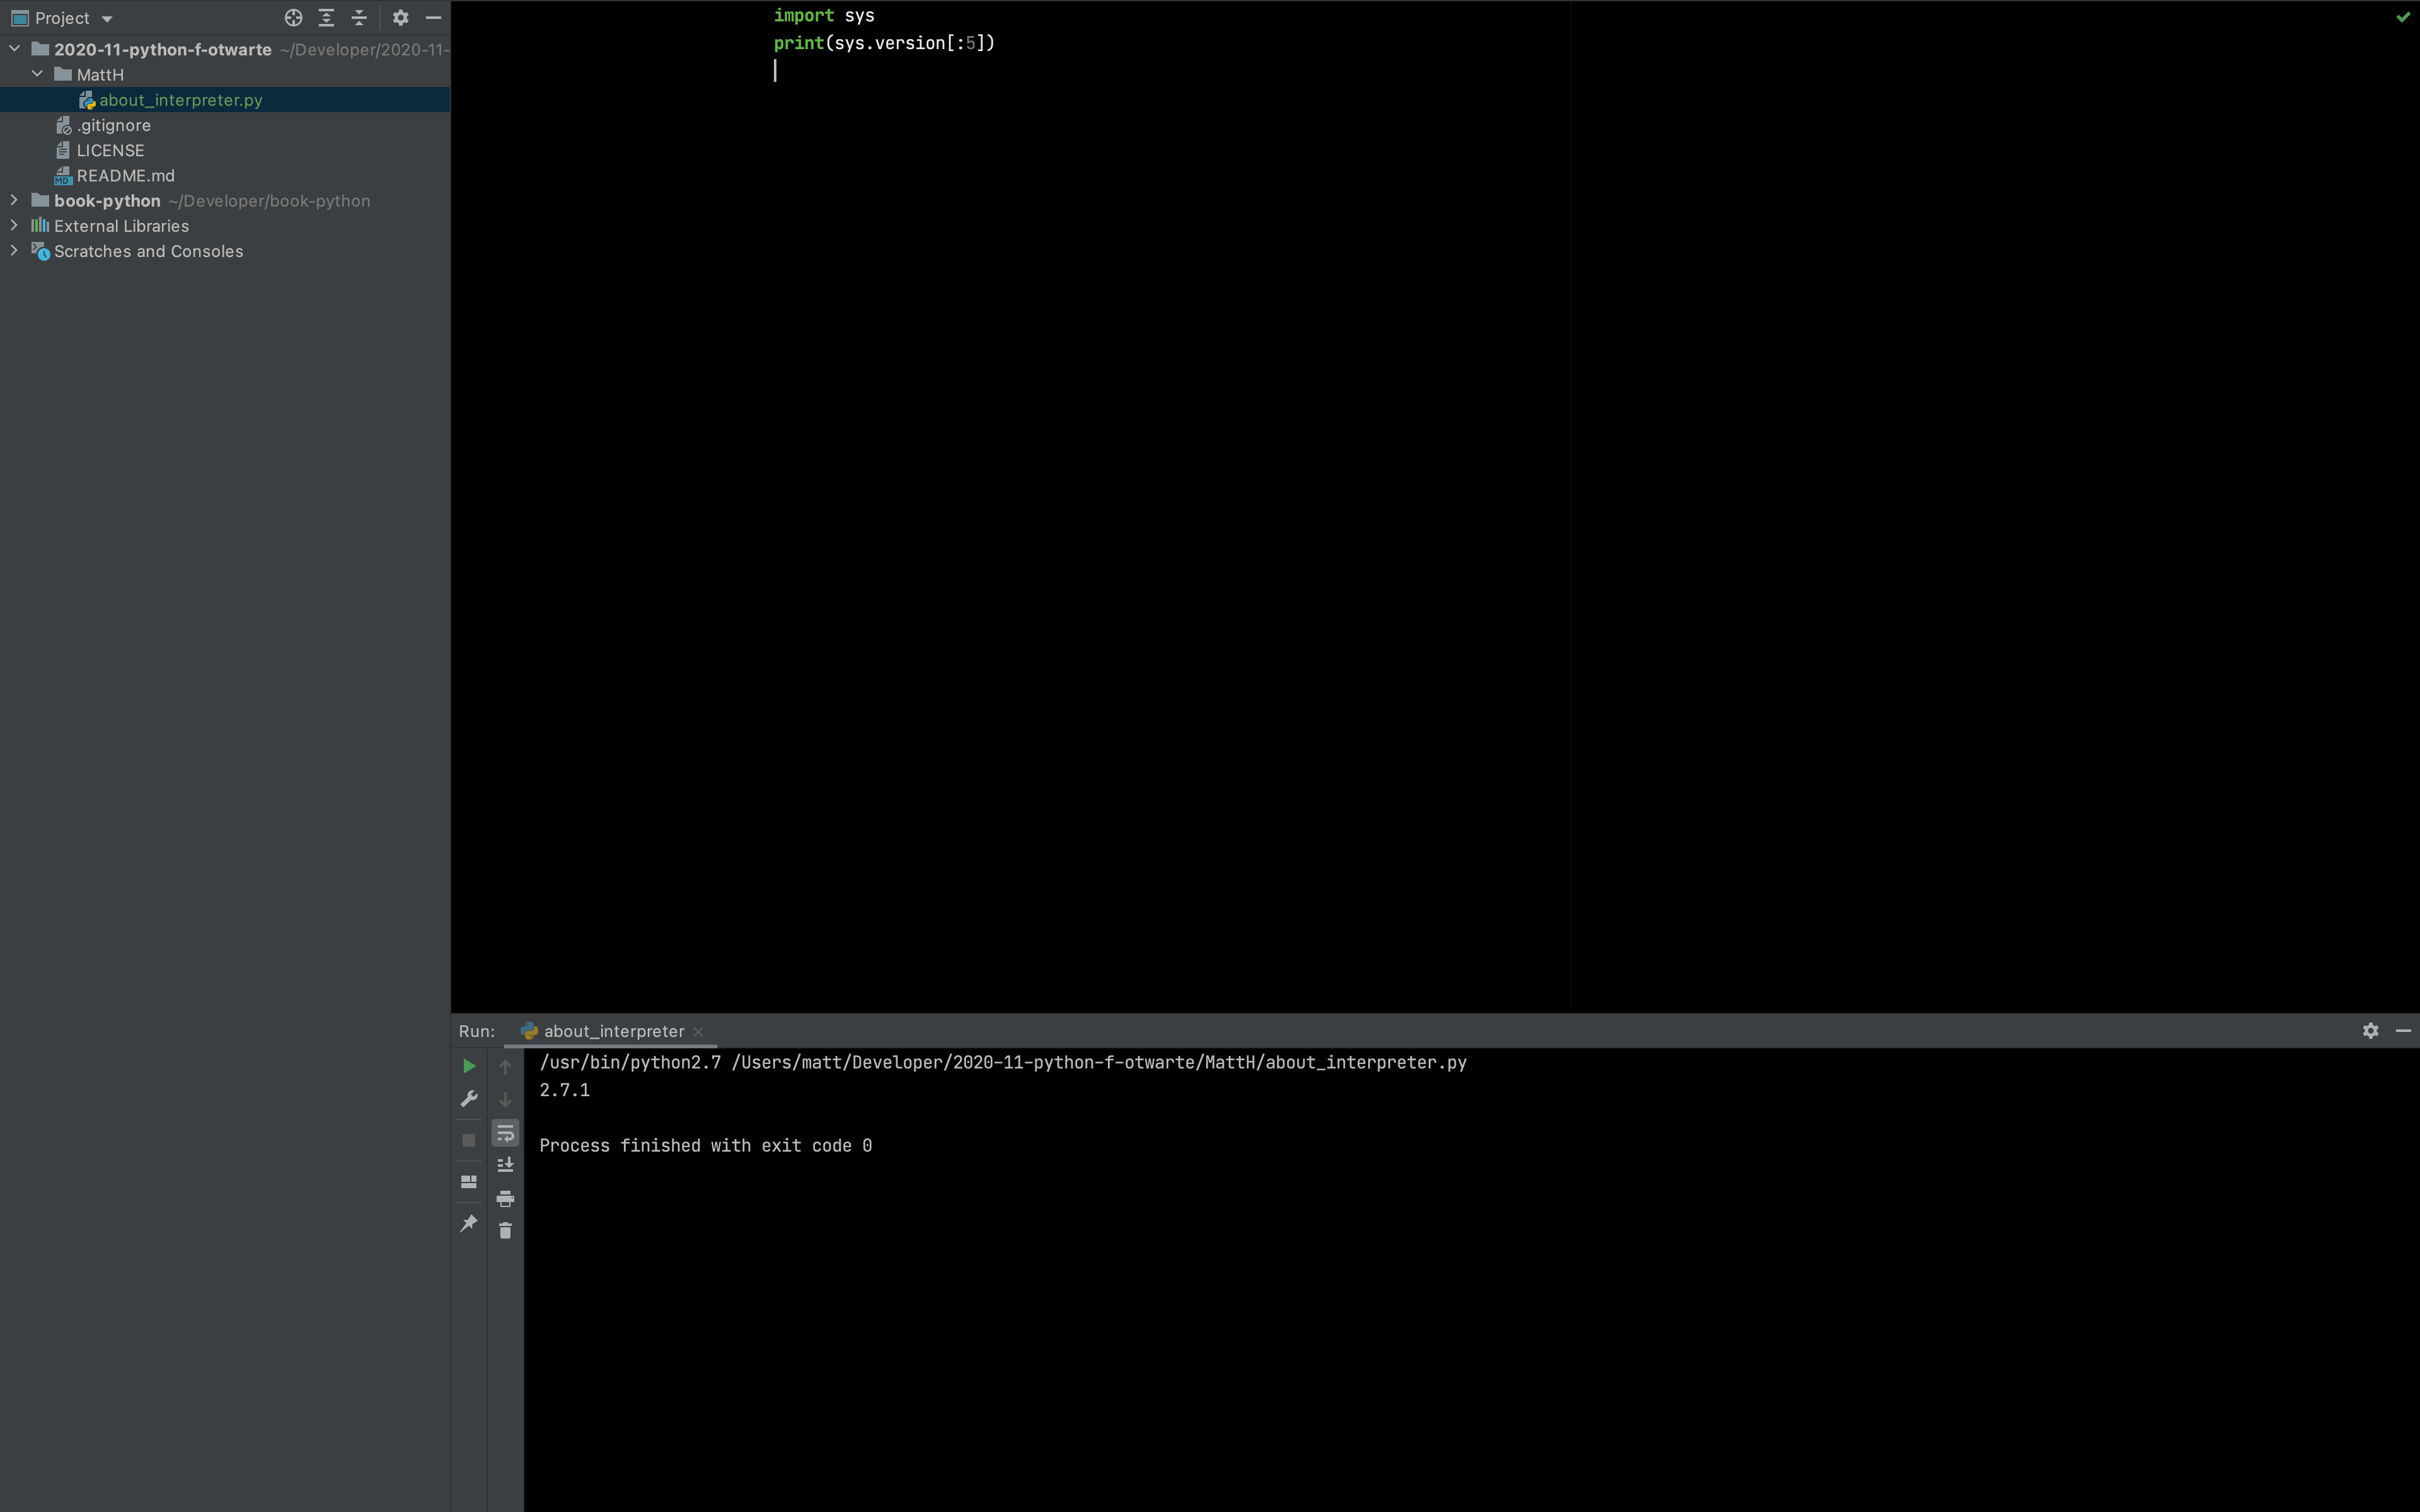 Project
2020-11-python-f-otwarte ~/Developer/2020-11-
MattH
about_interpreter.py
.gitignore
LICENSE
README.md
book-python ~/Developer/book-python
External Libraries
Scratches and Consoles
import sys
print(sys.version[:5])
Run: about_interpreter
/usr/bin/python2.7 /Users/matt/Developer/2020-11-python-f-otwarte/MattH/about_interpreter.py
2.7.1
Process finished with exit code 0